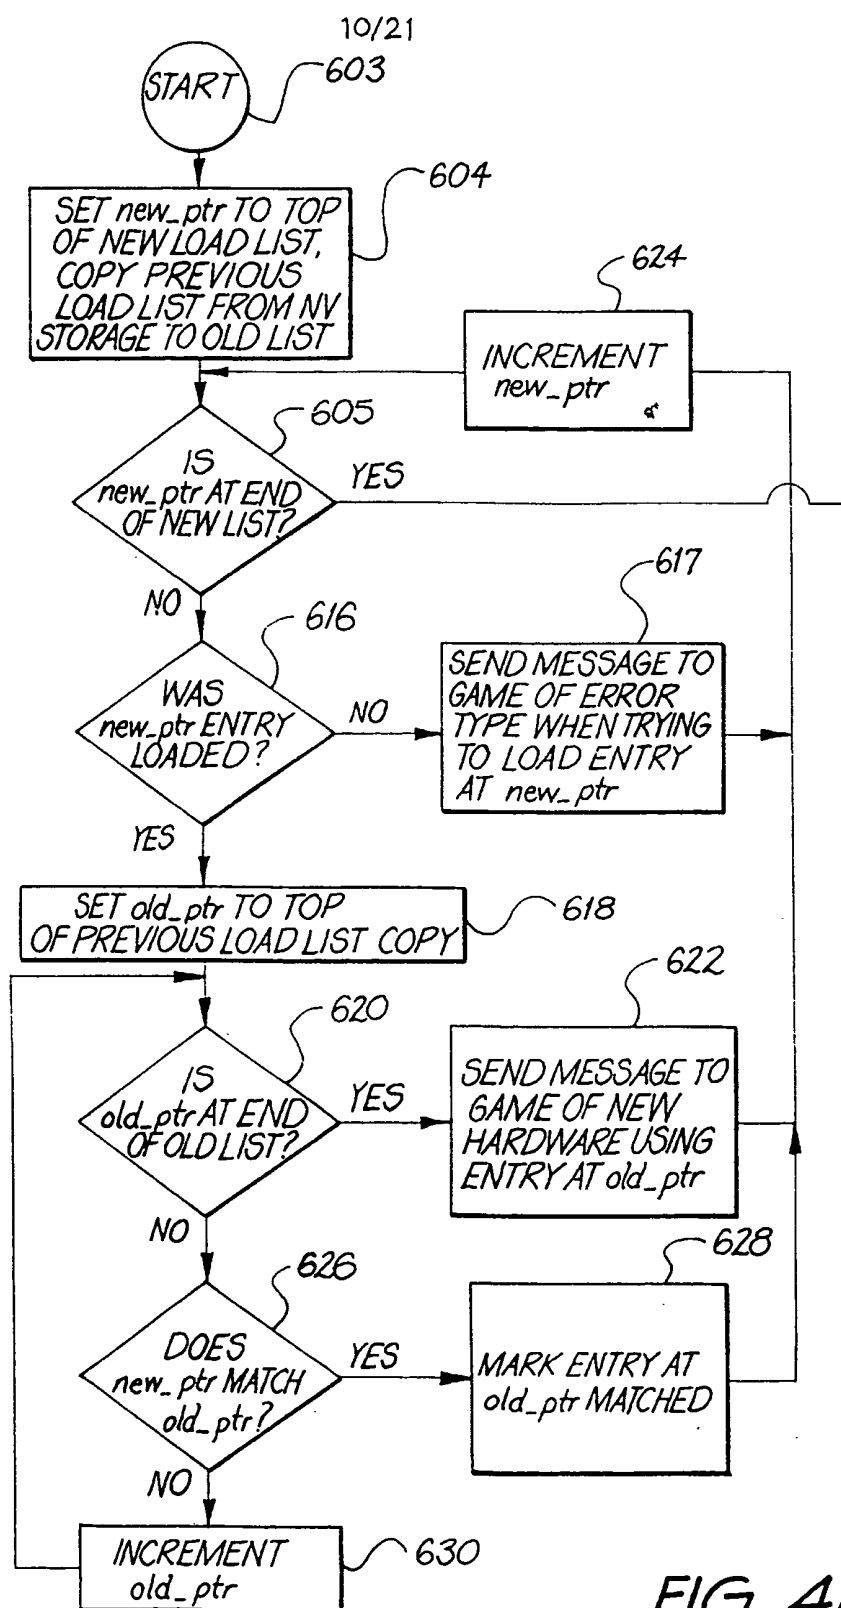 10/21
START
603
604
SET new_ptr TO TOP
OF NEW LOAD LIST,
COPY PREVIOUS
LOAD LIST FROM NV
STORAGE TO OLD LIST
624
INCREMENT
new_ptr
605
IS
new_ptr AT END
OF NEW LIST?
YES
NO
616
617
WAS
new_ptr ENTRY
LOADED?
NO
SEND MESSAGE TO
GAME OF ERROR
TYPE WHEN TRYING
TO LOAD ENTRY
AT new_ptr
YES
SET old_ptr TO TOP
OF PREVIOUS LOAD LIST COPY
618
620
622
IS
old_ptr AT END
OF OLD LIST?
YES
SEND MESSAGE TO
GAME OF NEW
HARDWARE USING
ENTRY AT old_ptr
NO
626
628
DOES
new_ptr MATCH
old_ptr?
YES
MARK ENTRY AT
old_ptr MATCHED
NO
INCREMENT
old_ptr
630
FIG. 4